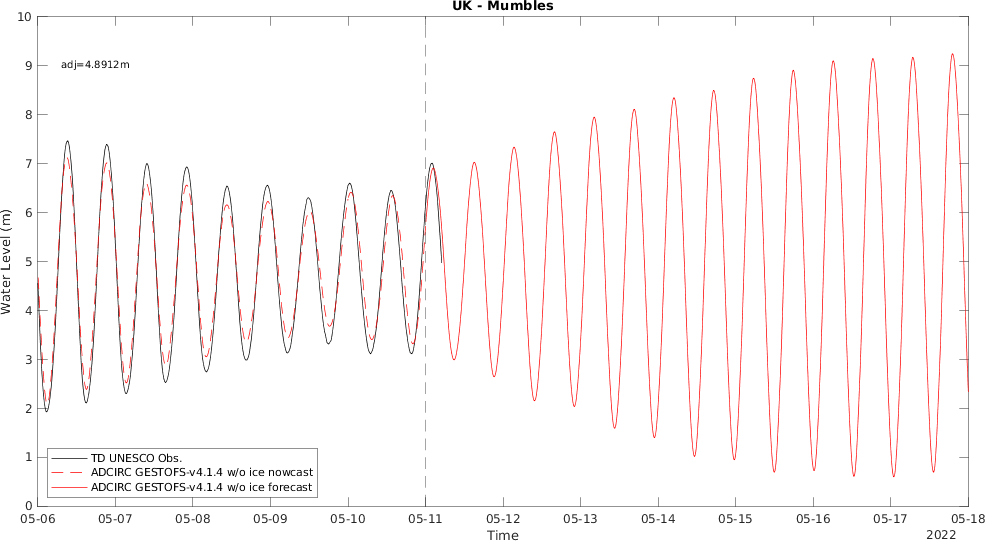 UK - Mumbles
adj=4.8912m
Water Level (m)
10
9
8
7
6
5
4
3
2
1
0
TD UNESCO Obs.
ADCIRC GESTOFS-v4.1.4 w/o ice nowcast
ADCIRC GESTOFS-v4.1.4 w/o ice forecast
05-06 05-07 05-08 05-09 05-10 05-11 05-12 05-13 05-14 05-15 05-16 05-17 05-18
Time
2022